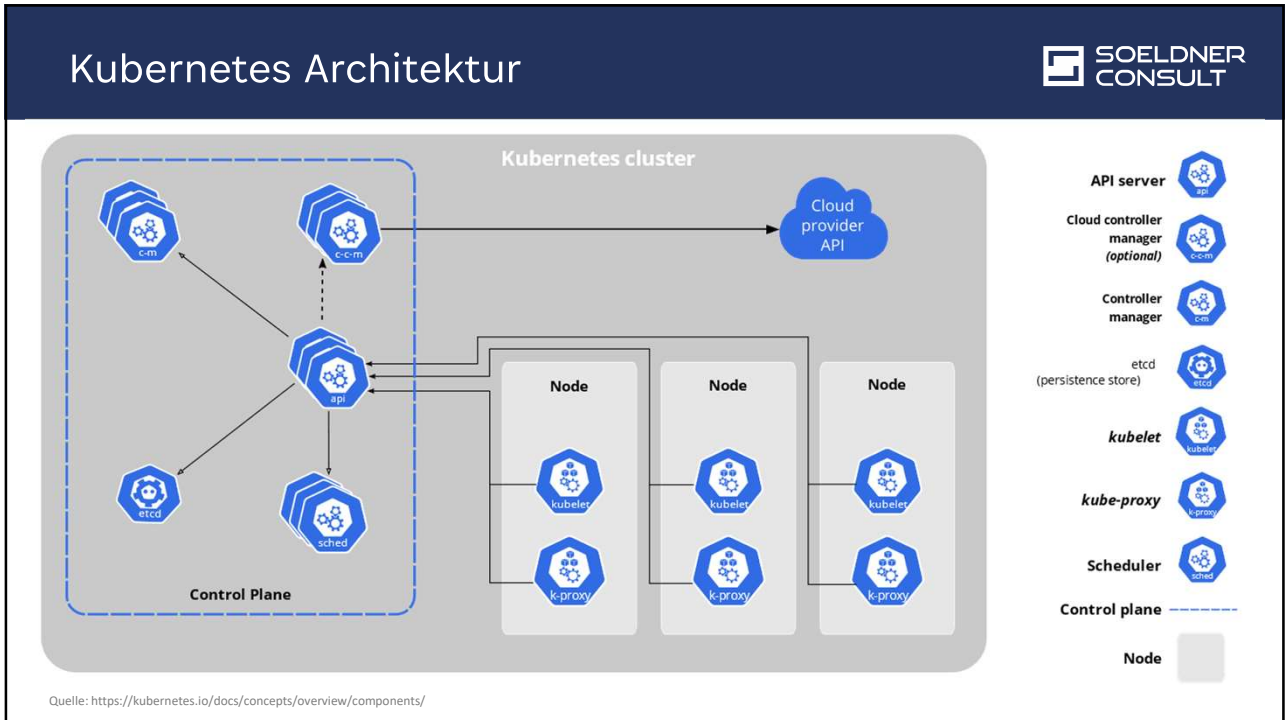 Kubernetes Architektur
SOELDNER
CONSULT
Kubernetes cluster
c-m
c-c-m
Cloud
provider
API
api
etcd
sched
Control Plane
Node
kubelet
k-proxy
Node
kubelet
k-proxy
Node
kubelet
k-proxy
API server
api
Cloud controller
manager
(optional)
c-c-m
Controller
manager
c-m
etcd
(persistence store)
etcd
kubelet
kubelet
kube-proxy
k-proxy
Scheduler
sched
Control plane
Node
Quelle: https://kubernetes.io/docs/concepts/overview/components/